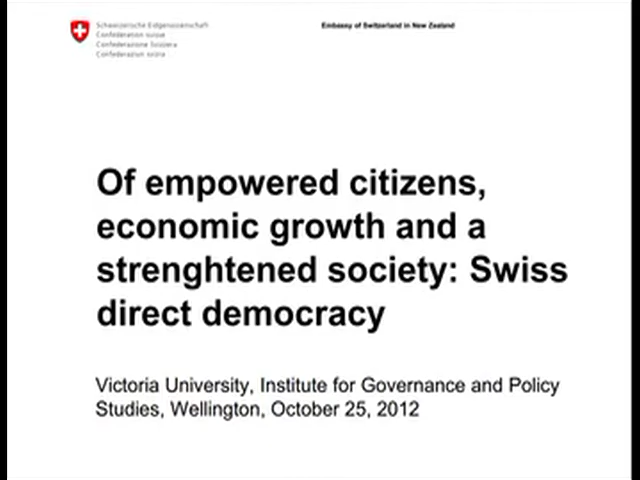 Schweizerische Eidgenossenschaft
Confédération suisse
Confederazione Svizzera
Confederaziun svizra
Embassy of Switzerland in New Zealand
Of empowered citizens,
economic growth and a
strenghtened society: Swiss
direct democracy
Victoria University, Institute for Governance and Policy
Studies, Wellington, October 25, 2012